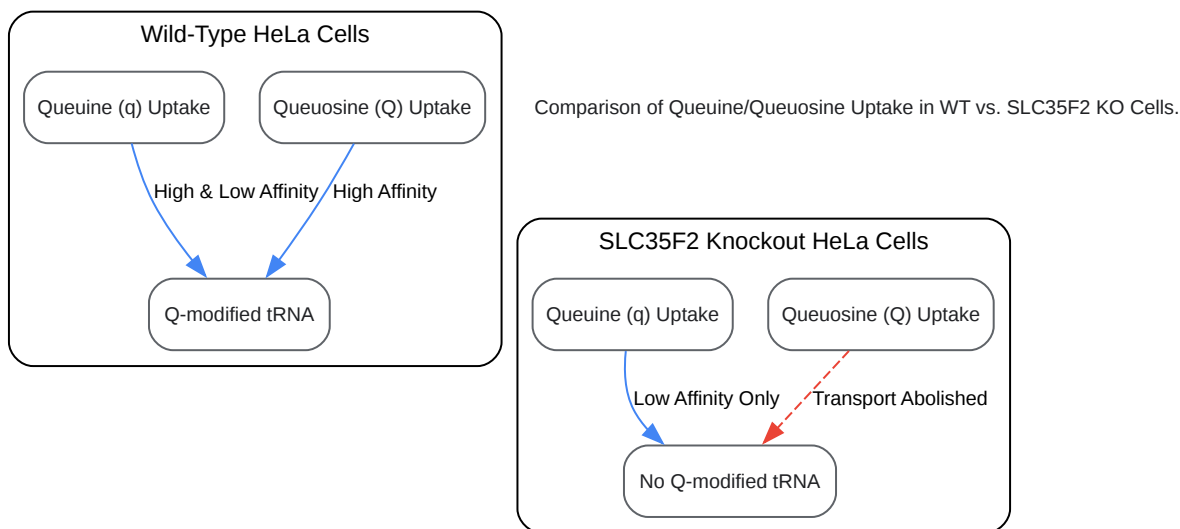 Wild-Type HeLa Cells
Queuine (q) Uptake
Queuosine (Q) Uptake
High & Low Affinity
High Affinity
Q-modified tRNA
Comparison of Queuine/Queuosine Uptake in WT vs. SLC35F2 KO Cells.
SLC35F2 Knockout HeLa Cells
Queuine (q) Uptake
Queuosine (Q) Uptake
Low Affinity Only
Transport Abolished
No Q-modified tRNA